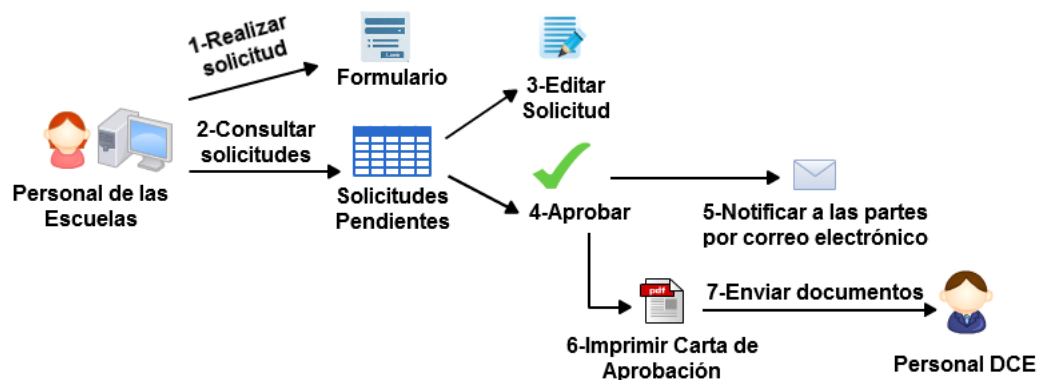 1-Realizar
solicitud
Formulario
3-Editar
Solicitud
2-Consultar
solicitudes
Personal de las
Escuelas
Solicitudes
Pendientes
4-Aprobar
5-Notificar a las partes
por correo electrónico
pdf
7-Enviar documentos
6-Imprimir Carta de
Aprobación
Personal DCE